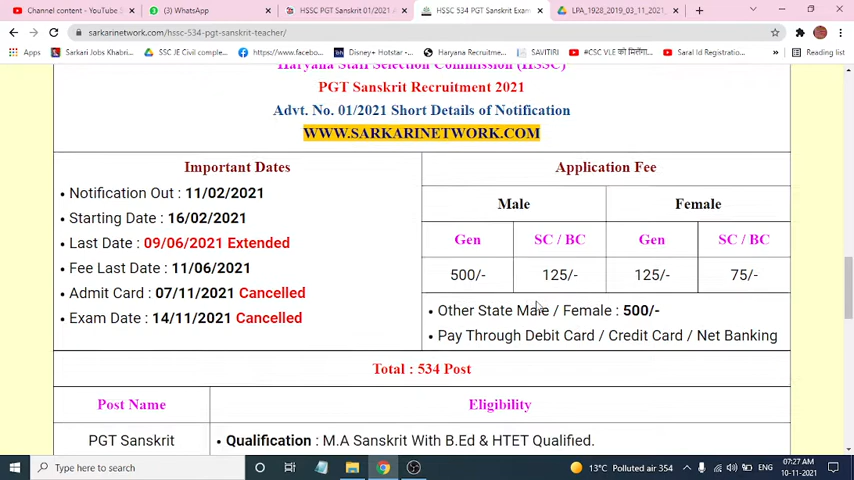 Channel content - YouTub
(3) WhatsApp
HSSC PGT Sanskrit 01/2021 A
HSSC 534 PGT Sanskrit Exam
LPA_1928_2019_03_11_2021_
sarkarinetwork.com/hssc-534-pgt-sanskrit-teacher/
Sarkari Jobs Khabri...
SSC JE Civil comple...
https://www.facebo...
Disney+ Hotstar -...
Haryana Recruitme...
SAVITIRI
#CSC VLE को मिलेगा...
Saral Id Registratio...
Reading list
Haryana Staff Selection Commission (HSSC)
PGT Sanskrit Recruitment 2021
Advt. No. 01/2021 Short Details of Notification
WWW.SARKARINETWORK.COM
Important Dates
• Notification Out : 11/02/2021
• Starting Date : 16/02/2021
• Last Date : 09/06/2021 Extended
• Fee Last Date : 11/06/2021
• Admit Card : 07/11/2021 Cancelled
• Exam Date : 14/11/2021 Cancelled
Application Fee
Male Female
Gen SC / BC Gen SC / BC
500/- 125/- 125/- 75/-
• Other State Male / Female : 500/-
• Pay Through Debit Card / Credit Card / Net Banking
Total : 534 Post
Post Name Eligibility
PGT Sanskrit • Qualification : M.A Sanskrit With B.Ed & HTET Qualified.
Type here to search
13°C Polluted air 354
ENG
07:27 AM
10-11-2021